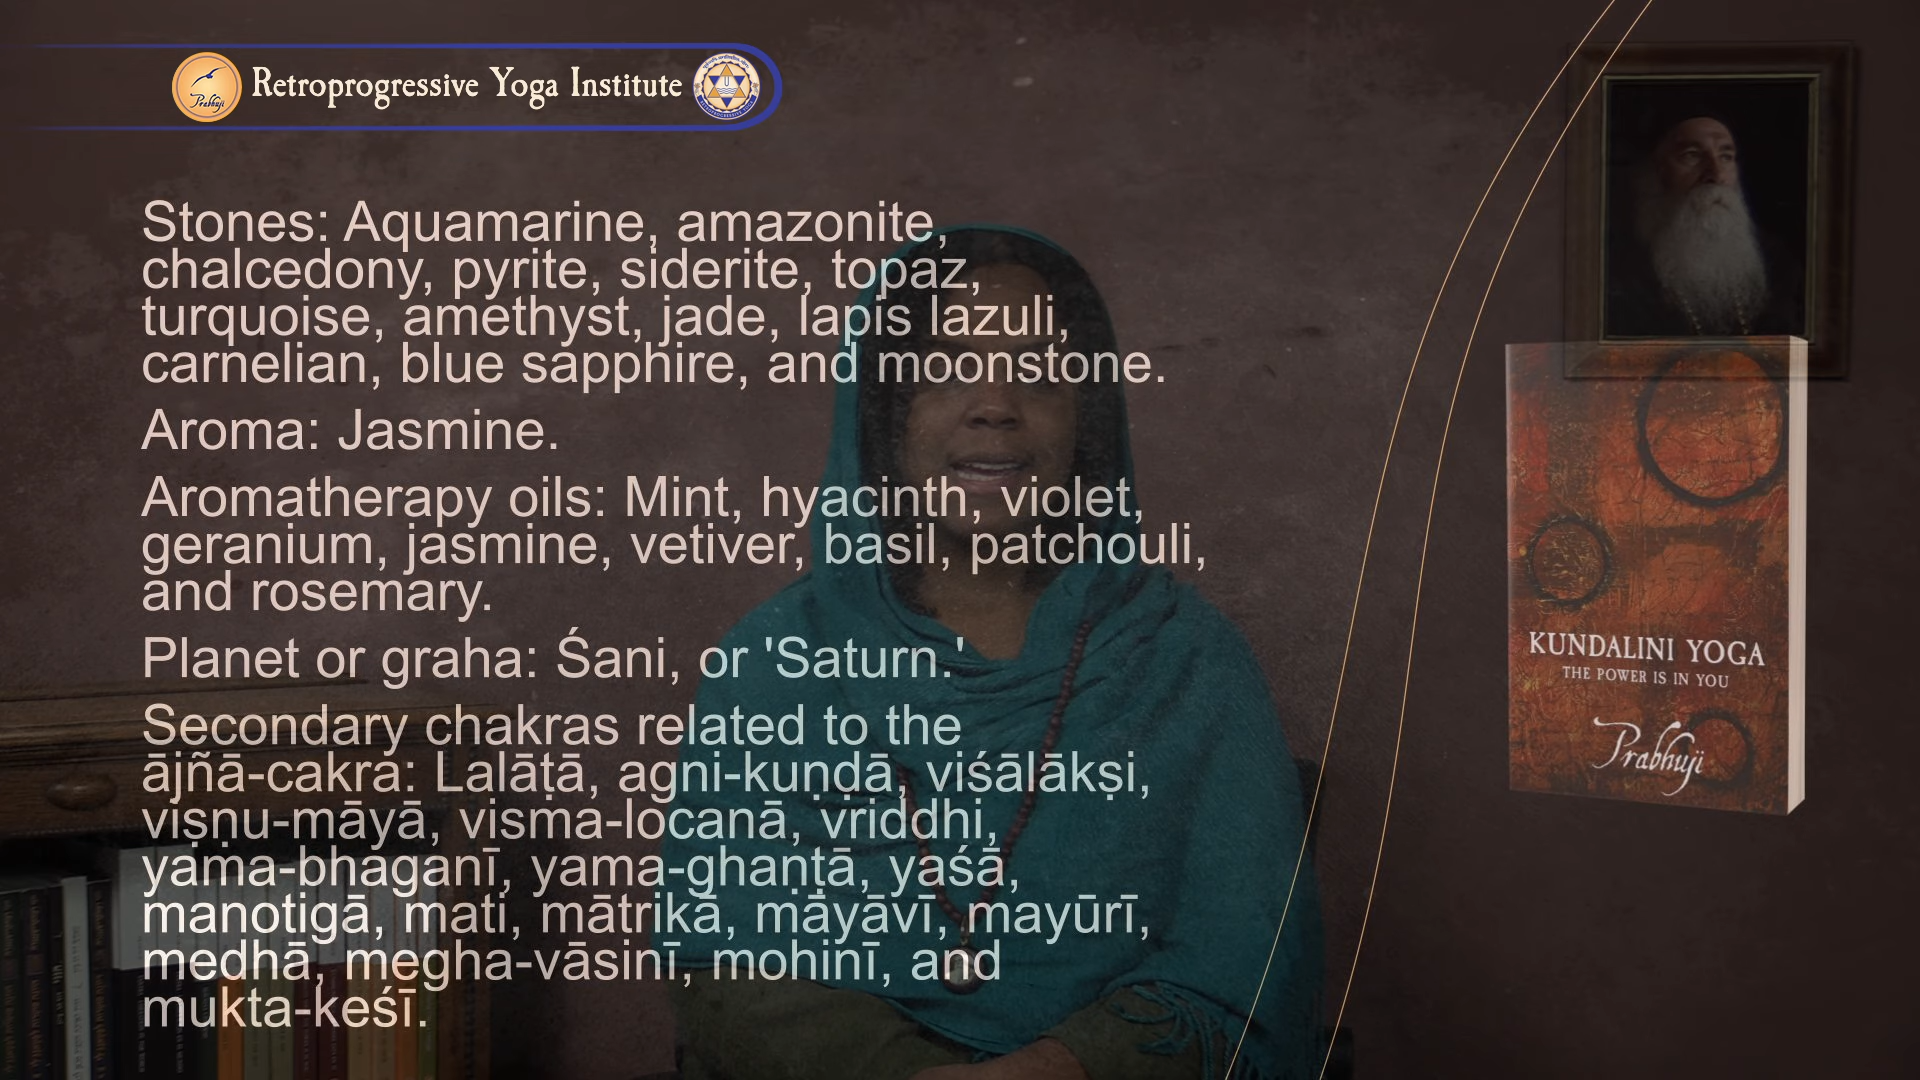 Prabhuji
Retroprogressive Yoga Institute
Stones: Aquamarine, amazonite,
chalcedony, pyrite, siderite, topaz,
turquoise, amethyst, jade, lapis lazuli,
carnelian, blue sapphire, and moonstone.
Aroma: Jasmine.
Aromatherapy oils: Mint, hyacinth, violet,
geranium, jasmine, vetiver, basil, patchouli,
and rosemary.
Planet or graha: Śani, or 'Saturn.'
Secondary chakras related to the
ājñā-cakra: Lalāṭā, agni-kuṇḍā, viśālākṣi,
viṣṇu-māyā, visma-locanā, vriddhi,
yama-bhaganī, yama-ghaṇṭā, yaśā,
manotigā, mati, mātrikā, māyāvī, mayūrī,
medhā, megha-vāsinī, mohinī, and
mukta-keśī.
KUNDALINI YOGA
THE POWER IS IN YOU
Prabhuji